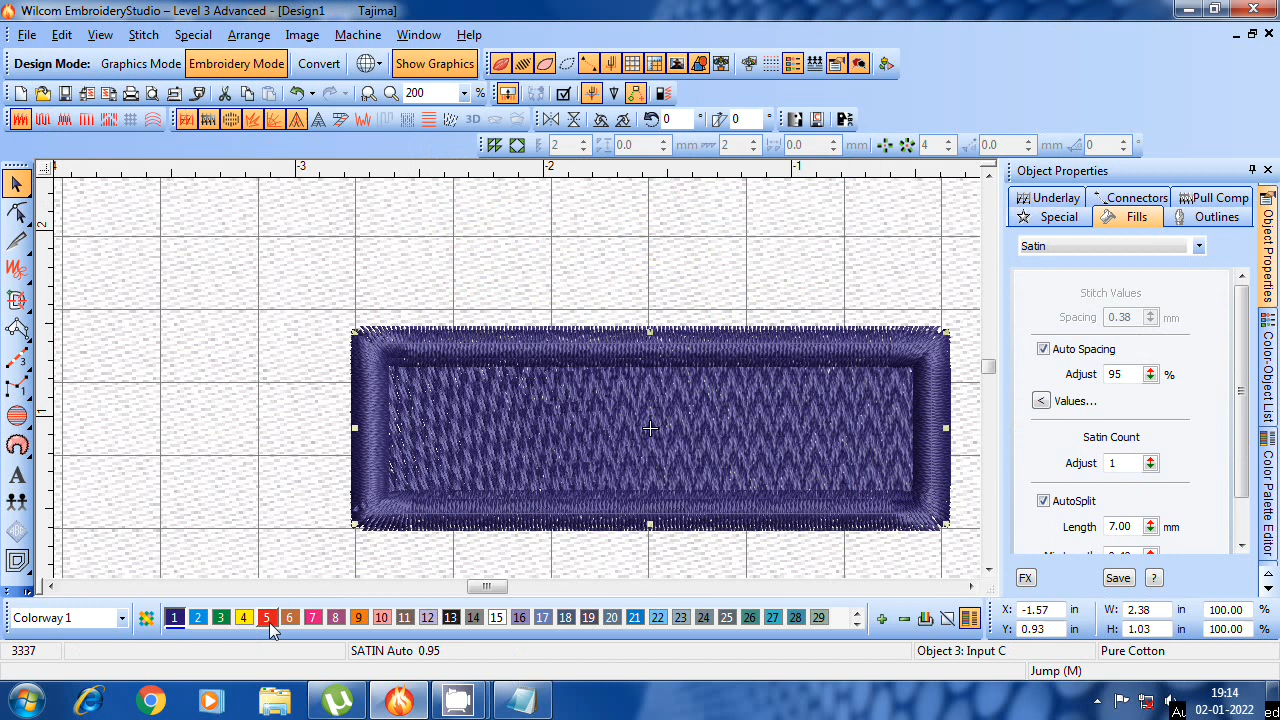 Wilcom EmbroideryStudio – Level 3 Advanced - [Design1 Tajima]
File Edit View Stitch Special Arrange Image Machine Window Help
Design Mode: Graphics Mode Embroidery Mode Convert Show Graphics
200 %
0 ° 0 °
2 0.0 mm 2 0.0 mm 4 0.0 0 °
-3 -2 -1
2
1
Object Properties
Underlay Connectors Pull Comp
Special Fills Outlines
Satin
Stitch Values
Spacing 0.38 mm
Auto Spacing
Adjust 95 %
< Values...
Satin Count
Adjust 1
AutoSplit
Length 7.00 mm
FX Save ?
Object Properties
Color-Object List
Color Palette Editor
Colorway 1
1 2 3 4 5 6 7 8 9 10 11 12 13 14 15 16 17 18 19 20 21 22 23 24 25 26 27 28 29
X: -1.57 in W: 2.38 in 100.00 %
Y: 0.93 in H: 1.03 in 100.00 %
3337 SATIN Auto 0.95 Object 3: Input C Pure Cotton
Jump (M)
19:14
02-01-2022